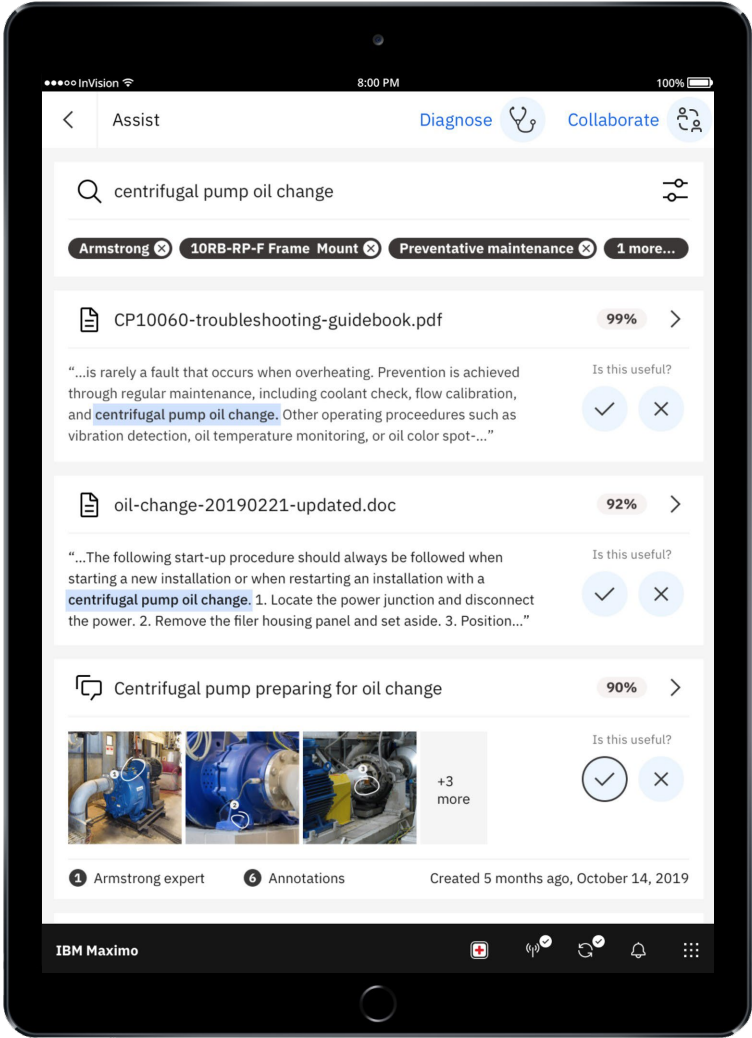 InVision
8:00 PM
100%
Assist
Diagnose
Collaborate
centrifugal pump oil change
Armstrong
10RB-RP-F Frame Mount
Preventative maintenance
1 more...
CP10060-troubleshooting-guidebook.pdf
99%
“...is rarely a fault that occurs when overheating. Prevention is achieved
through regular maintenance, including coolant check, flow calibration,
and centrifugal pump oil change. Other operating proceedures such as
vibration detection, oil temperature monitoring, or oil color spot-...”
Is this useful?
oil-change-20190221-updated.doc
92%
“...The following start-up procedure should always be followed when
starting a new installation or when restarting an installation with a
centrifugal pump oil change. 1. Locate the power junction and disconnect
the power. 2. Remove the filer housing panel and set aside. 3. Position...”
Is this useful?
Centrifugal pump preparing for oil change
90%
1
2
3
+3
more
Is this useful?
1 Armstrong expert
6 Annotations
Created 5 months ago, October 14, 2019
IBM Maximo